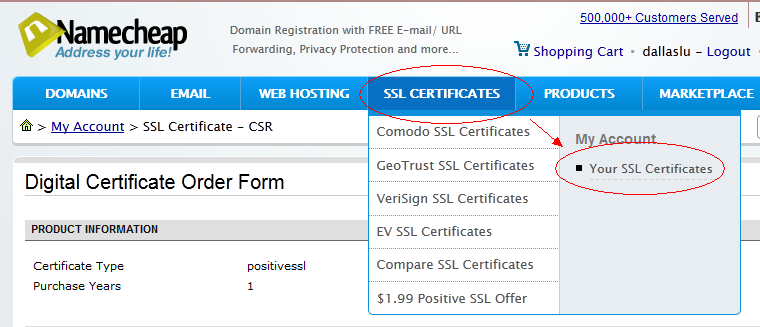 Namecheap
Address your life!
Domain Registration with FREE E-mail/ URL
Forwarding, Privacy Protection and more...
500,000+ Customers Served
Shopping Cart • dallaslu - Logout •
DOMAINS EMAIL WEB HOSTING SSL CERTIFICATES PRODUCTS MARKETPLACE
> My Account > SSL Certificate - CSR
Comodo SSL Certificates
GeoTrust SSL Certificates
VeriSign SSL Certificates
EV SSL Certificates
Compare SSL Certificates
$1.99 Positive SSL Offer
My Account
Your SSL Certificates
Digital Certificate Order Form
PRODUCT INFORMATION
Certificate Type positivessl
Purchase Years 1